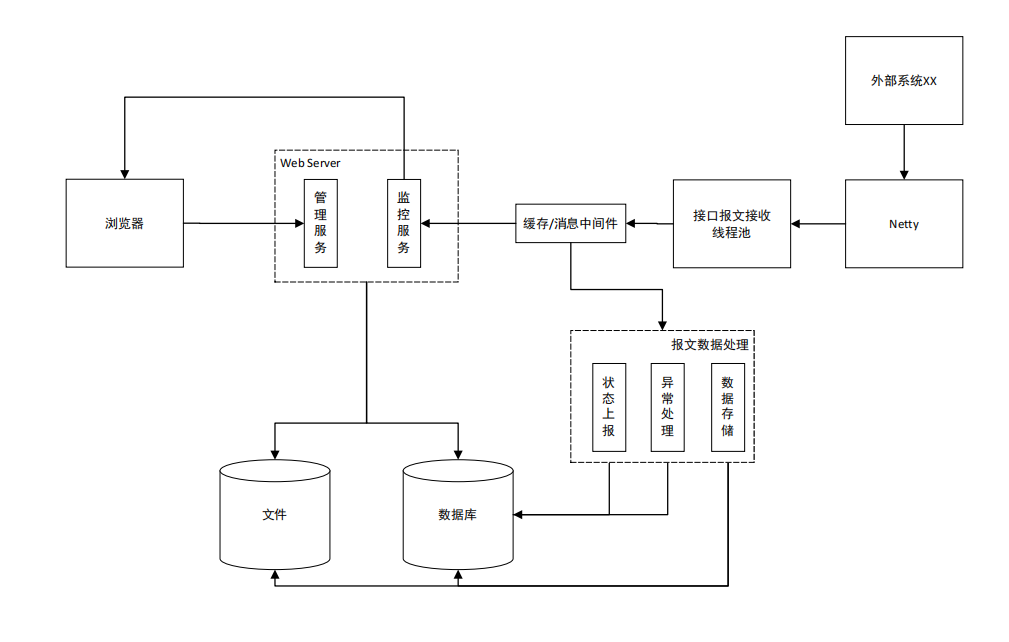 外部系统XX
Web Server
浏览器
管理服务
监控服务
缓存/消息中间件
接口报文接收
线程池
Netty
报文数据处理
状态上报
异常处理
数据存储
文件
数据库